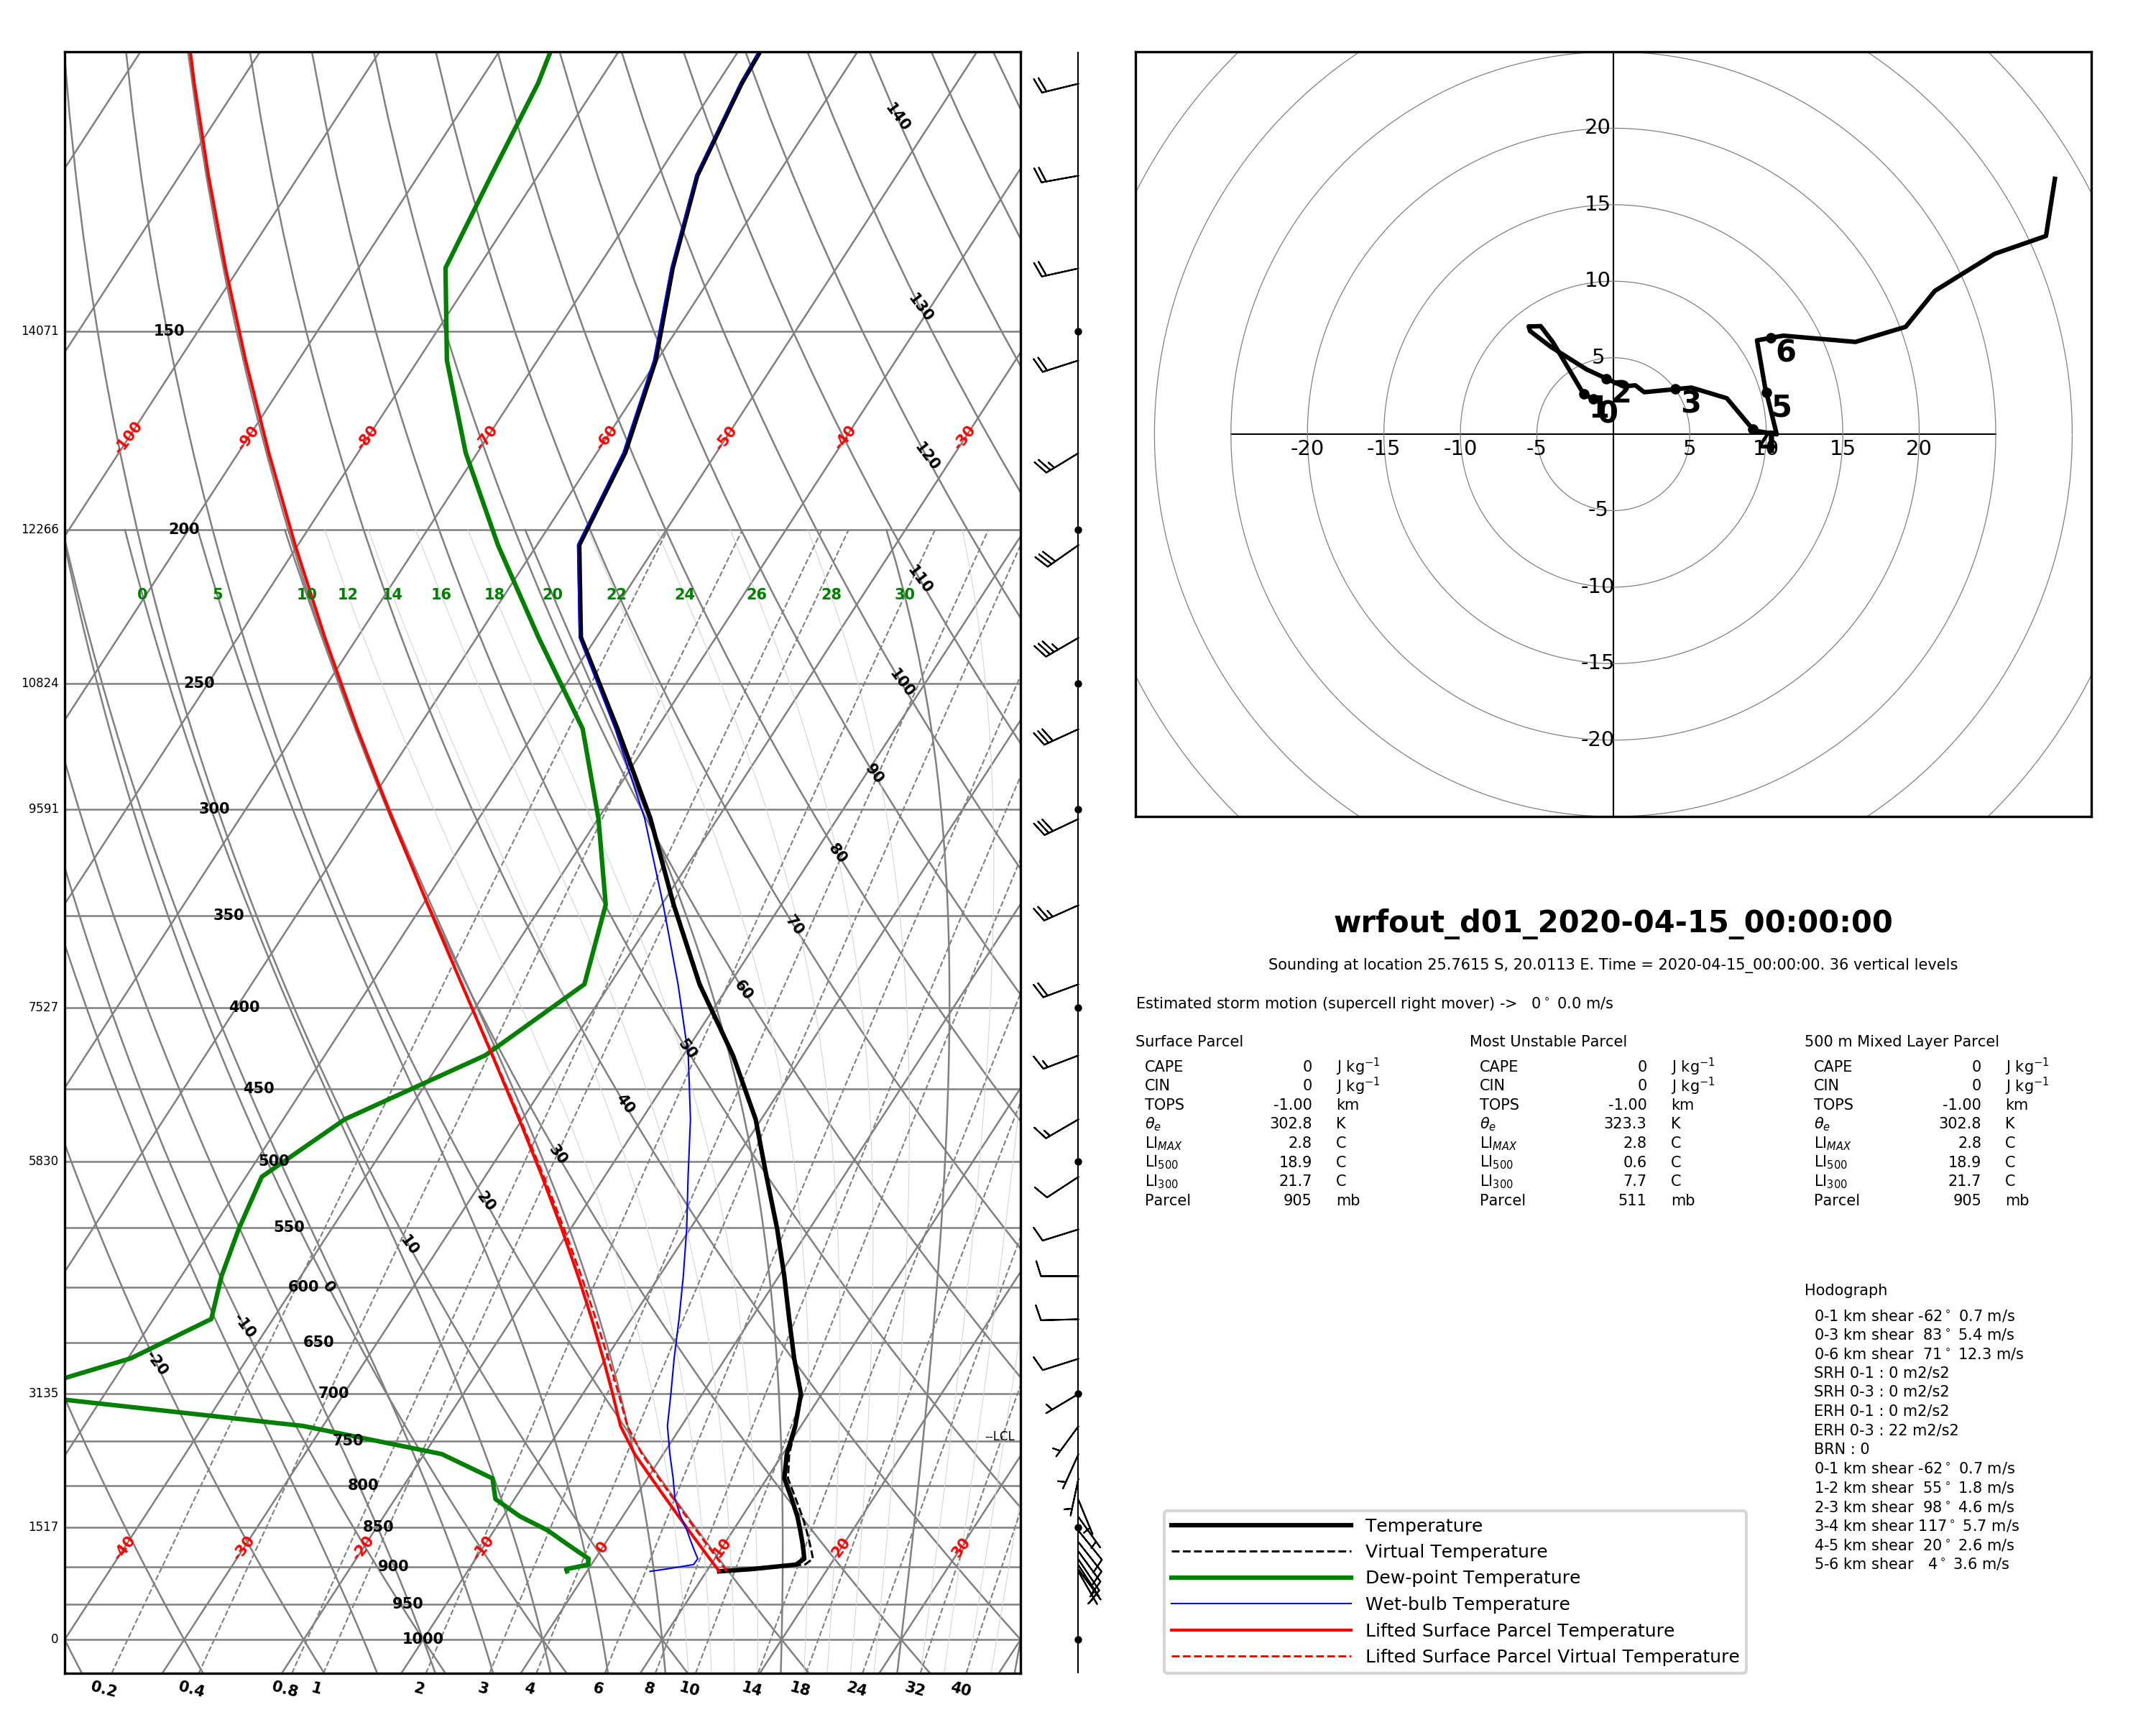 140
130
14071 150
-100 -90 -80 -70 -60 -50 -40 -30
120
12266 200
110
0 5 10 12 14 16 18 20 22 24 26 28 30
100
10824 250
90
9591 300
80
350
70
60
7527 400
50
450
40
30
5830 500
20
550
10
600 0
-10
650
-20
3135 700
750 --LCL
800
1517 850
-40 -30 -20 -10 0 10 20 30
900
950
0 1000
0.2 0.4 0.8 1 2 3 4 6 8 10 14 18 24 32 40
20
15
10
5
-20 -15 -10 -5 5 10 15 20
-5
-10
-15
-20
0 1 2 3 4 5 6
wrfout_d01_2020-04-15_00:00:00
Sounding at location 25.7615 S, 20.0113 E. Time = 2020-04-15_00:00:00. 36 vertical levels
Estimated storm motion (supercell right mover) -> 0° 0.0 m/s
Surface Parcel
CAPE 0 J kg⁻¹
CIN 0 J kg⁻¹
TOPS -1.00 km
θe 302.8 K
LI MAX 2.8 C
LI500 18.9 C
LI300 21.7 C
Parcel 905 mb
Most Unstable Parcel
CAPE 0 J kg⁻¹
CIN 0 J kg⁻¹
TOPS -1.00 km
θe 323.3 K
LI MAX 2.8 C
LI500 0.6 C
LI300 7.7 C
Parcel 511 mb
500 m Mixed Layer Parcel
CAPE 0 J kg⁻¹
CIN 0 J kg⁻¹
TOPS -1.00 km
θe 302.8 K
LI MAX 2.8 C
LI500 18.9 C
LI300 21.7 C
Parcel 905 mb
Hodograph
0-1 km shear -62° 0.7 m/s
0-3 km shear 83° 5.4 m/s
0-6 km shear 71° 12.3 m/s
SRH 0-1 : 0 m2/s2
SRH 0-3 : 0 m2/s2
ERH 0-1 : 0 m2/s2
ERH 0-3 : 22 m2/s2
BRN : 0
0-1 km shear -62° 0.7 m/s
1-2 km shear 55° 1.8 m/s
2-3 km shear 98° 4.6 m/s
3-4 km shear 117° 5.7 m/s
4-5 km shear 20° 2.6 m/s
5-6 km shear 4° 3.6 m/s
Temperature
Virtual Temperature
Dew-point Temperature
Wet-bulb Temperature
Lifted Surface Parcel Temperature
Lifted Surface Parcel Virtual Temperature